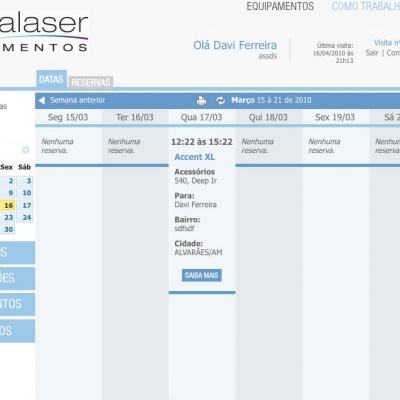 EQUIPAMENTOS
COMO TRABALH
alaser
MENTOS
Olá Davi Ferreira
assds
Última visita:
16/04/2010 às
21h13
Visita nº
Sair | Con
DATAS
RESERVAS
as
Semana anterior
Março 15 à 21 de 2010
Seg 15/03
Ter 16/03
Qua 17/03
Qui 18/03
Sex 19/03
Sá 2
Nenhuma
reserva.
Nenhuma
reserva.
12:22 às 15:22
Accent XL
Acessórios
540, Deep Ir
Para:
Davi Ferreira
Bairro:
sdfsdf
Cidade:
ALVARÃES/AM
SAIBA MAIS
Nenhuma
reserva.
Nenhuma
reserva.
Nenhu
reserva
Sex Sáb
2 3
9 10
16 17
23 24
30
IS
ÕES
NTOS
OS